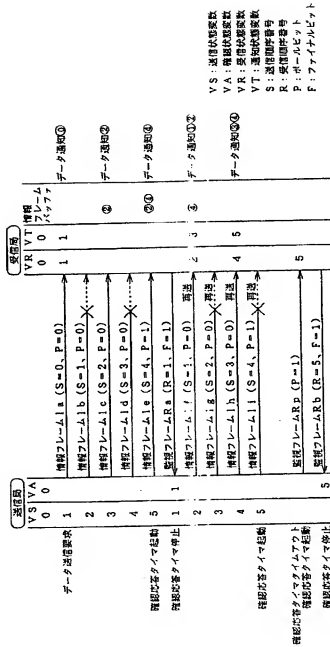 送信局
受信局
VS VA
VR VT
情報
フレーム
バッファ
0 0
0 0
データ送信要求
1
情報フレームIa (S=0, P=0)
1 1
データ通知①
2
情報フレームIb (S=1, P=0)
3
情報フレームIc (S=2, P=0)
②
データ通知②
4
情報フレームId (S=3, P=0)
確認応答タイマ起動
5
情報フレームIe (S=4, P=1)
②④
データ通知④
確認応答タイマ停止
1 1
監視フレームRa (R=1, F=1)
2
情報フレームIf (S=1, P=0)
再送
2 3
④
データ通知①②
3
情報フレームIg (S=2, P=0)
再送
4
情報フレームIh (S=3, P=0)
再送
4 5
データ通知③④
確認応答タイマ起動
5
情報フレームIi (S=4, P=1)
再送
確認応答タイマタイムアウト
確認応答タイマ起動
監視フレームRp (P=1)
5
確認応答タイマ停止
5
監視フレームRb (R=5, F=1)
VS:送信状態変数
VA:確認状態変数
VR:受信状態変数
VT:通知状態変数
S:送信順序番号
R:受信順序番号
P:ポールビット
F:ファイナルビット